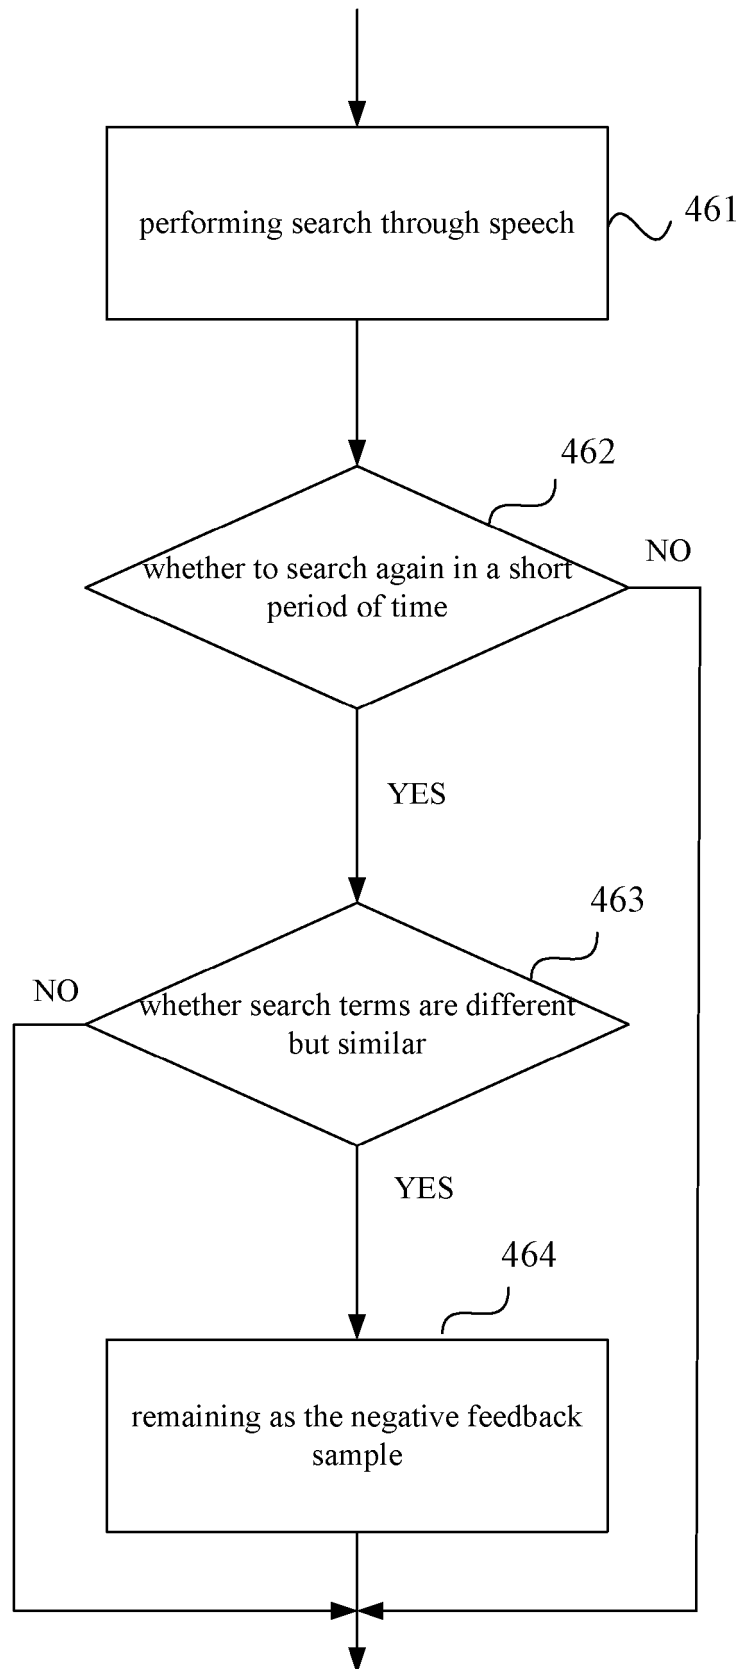 performing search through speech
461
462
NO
whether to search again in a short
period of time
YES
463
NO
whether search terms are different
but similar
YES
464
remaining as the negative feedback
sample